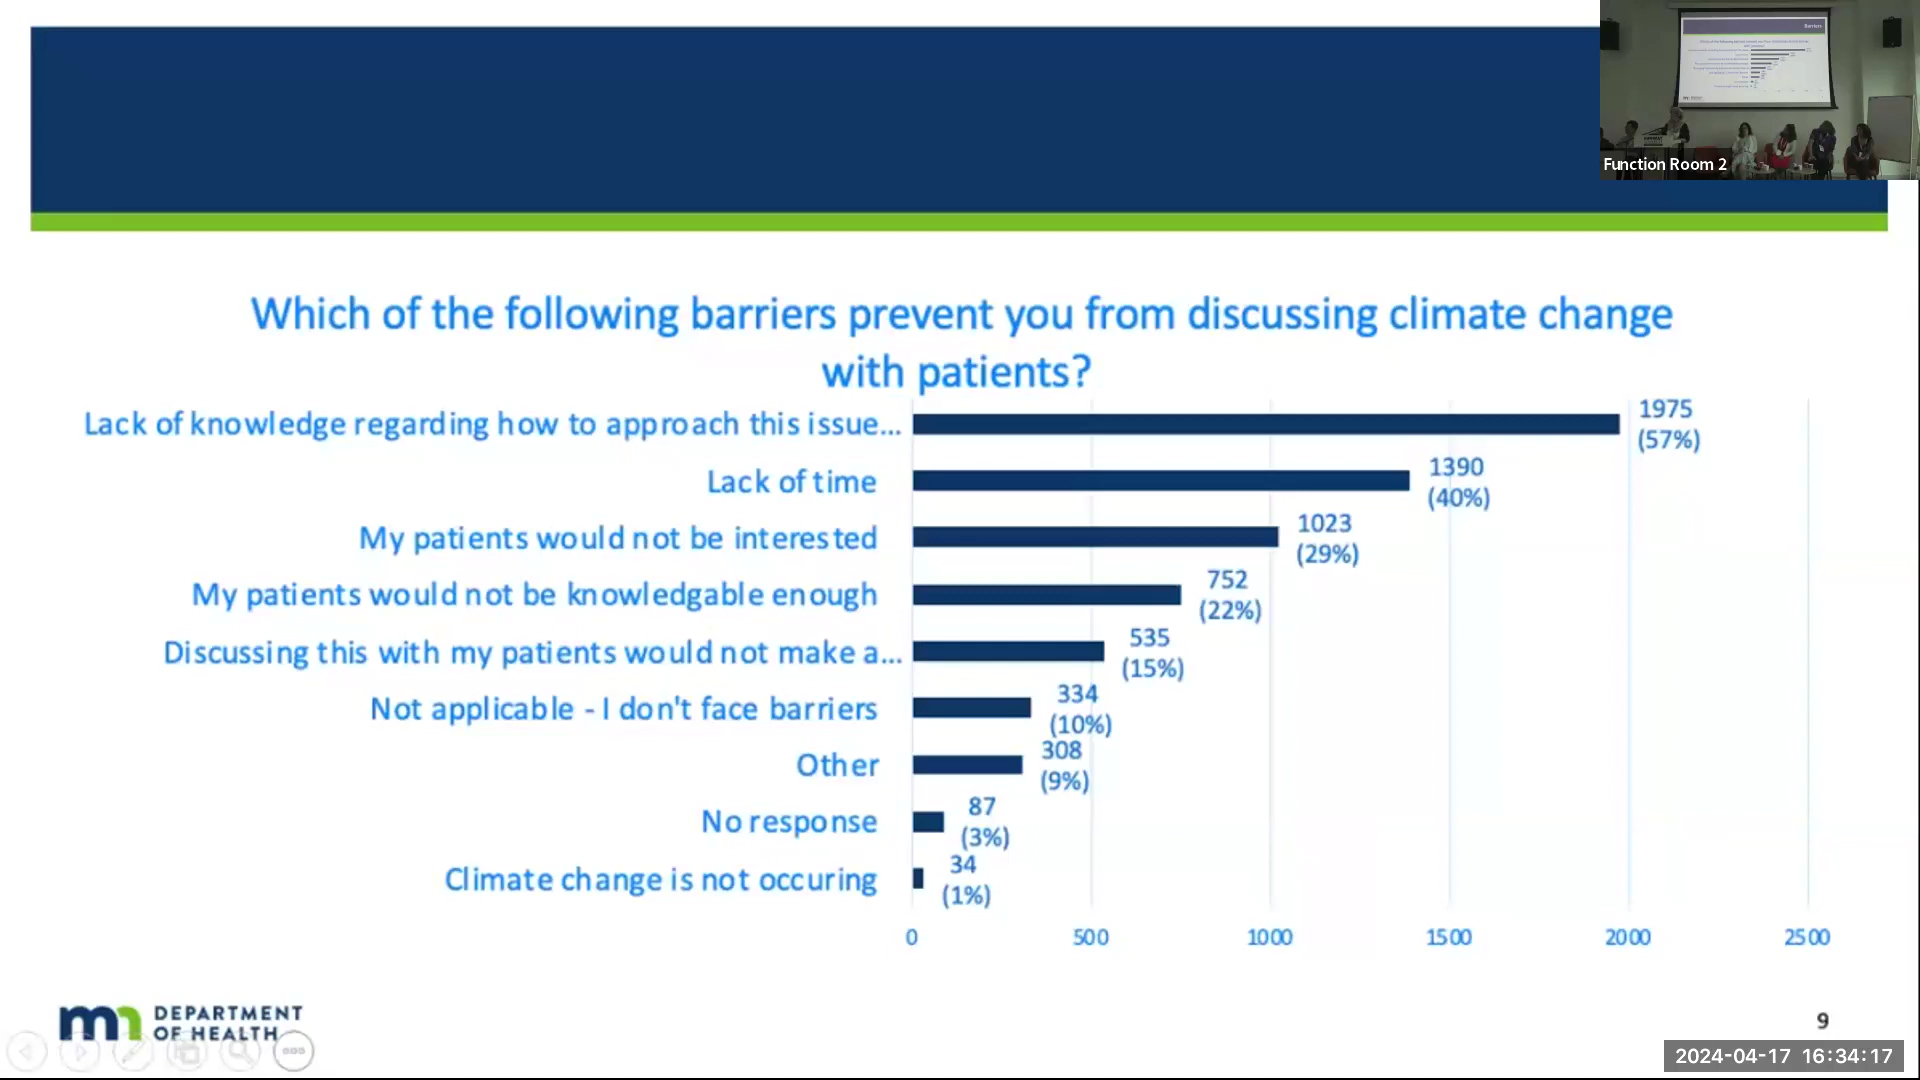 Barriers
Function Room 2
Which of the following barriers prevent you from discussing climate change
with patients?
Lack of knowledge regarding how to approach this issue...
1975
(57%)
Lack of time
1390
(40%)
My patients would not be interested
1023
(29%)
My patients would not be knowledgable enough
752
(22%)
Discussing this with my patients would not make a...
535
(15%)
Not applicable - I don't face barriers
334
(10%)
Other
308
(9%)
No response
87
(3%)
Climate change is not occuring
34
(1%)
0 500 1000 1500 2000 2500
mn DEPARTMENT
OF HEALTH
9
2024-04-17 16:34:17